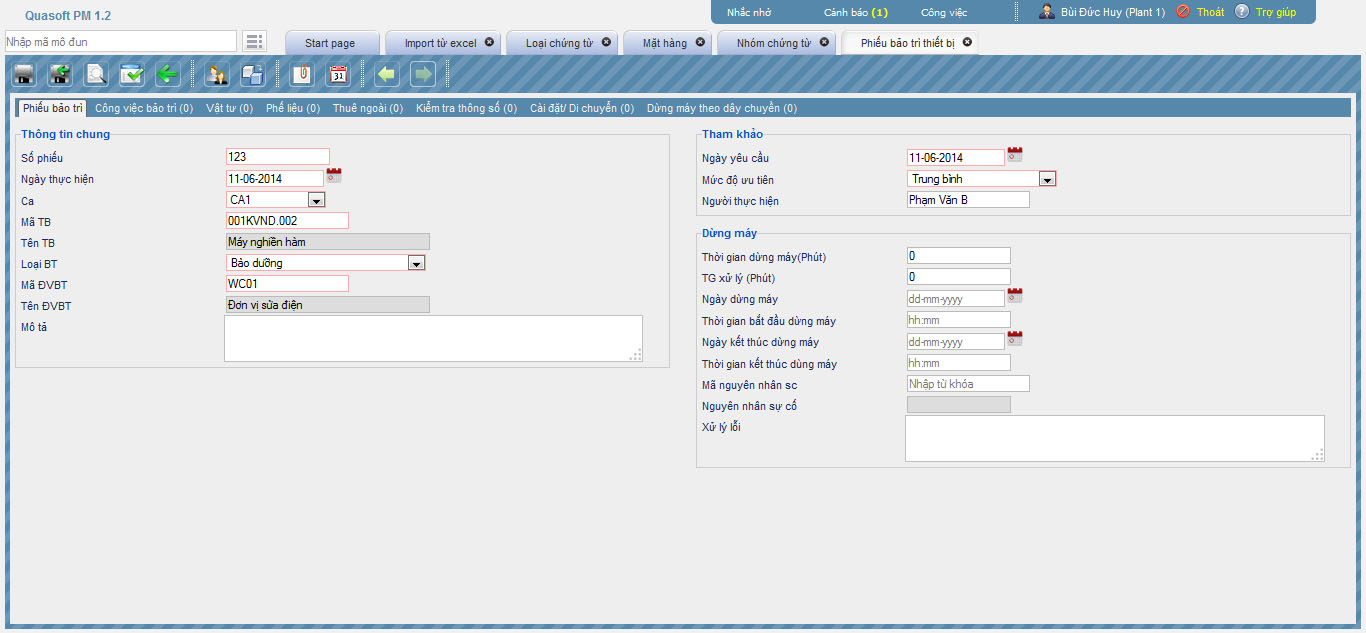 Quasoft PM 1.2
Nhắc nhở Cảnh báo (1) Công việc Bùi Đức Huy (Plant 1) Thoát Trợ giúp
Nhập mã mô đun
Start page Import từ excel Loại chứng từ Mặt hàng Nhóm chứng từ Phiếu bảo trì thiết bị
31
Phiếu bảo trì Công việc bảo trì (0) Vật tư (0) Phế liệu (0) Thuê ngoài (0) Kiểm tra thông số (0) Cài đặt/ Di chuyển (0) Dừng máy theo dây chuyền (0)
Thông tin chung
Số phiếu 123
Ngày thực hiện 11-06-2014
Ca CA1
Mã TB 001KVND.002
Tên TB Máy nghiền hàm
Loại BT Bảo dưỡng
Mã ĐVBT WC01
Tên ĐVBT Đơn vị sửa điện
Mô tả
Tham khảo
Ngày yêu cầu 11-06-2014
Mức độ ưu tiên Trung bình
Người thực hiện Phạm Văn B
Dừng máy
Thời gian dừng máy(Phút) 0
TG xử lý (Phút) 0
Ngày dừng máy dd-mm-yyyy
Thời gian bắt đầu dừng máy hh:mm
Ngày kết thúc dừng máy dd-mm-yyyy
Thời gian kết thúc dừng máy hh:mm
Mã nguyên nhân sc Nhập từ khóa
Nguyên nhân sự cố
Xử lý lỗi